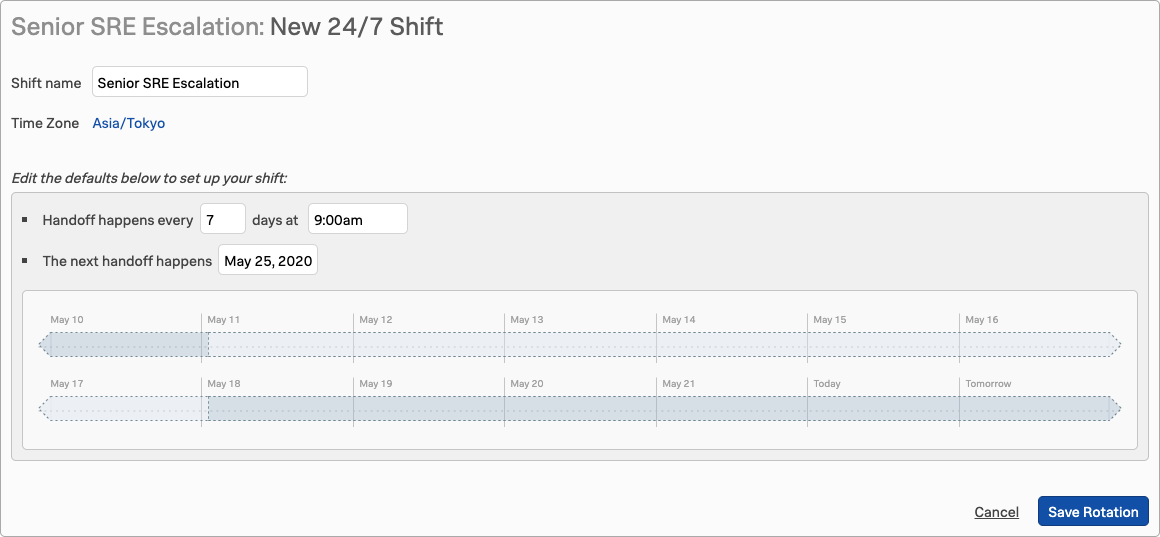 Senior SRE Escalation: New 24/7 Shift
Shift name Senior SRE Escalation
Time Zone Asia/Tokyo
Edit the defaults below to set up your shift:
Handoff happens every 7 days at 9:00am
The next handoff happens May 25, 2020
May 10 May 11 May 12 May 13 May 14 May 15 May 16
May 17 May 18 May 19 May 20 May 21 Today Tomorrow
Cancel Save Rotation